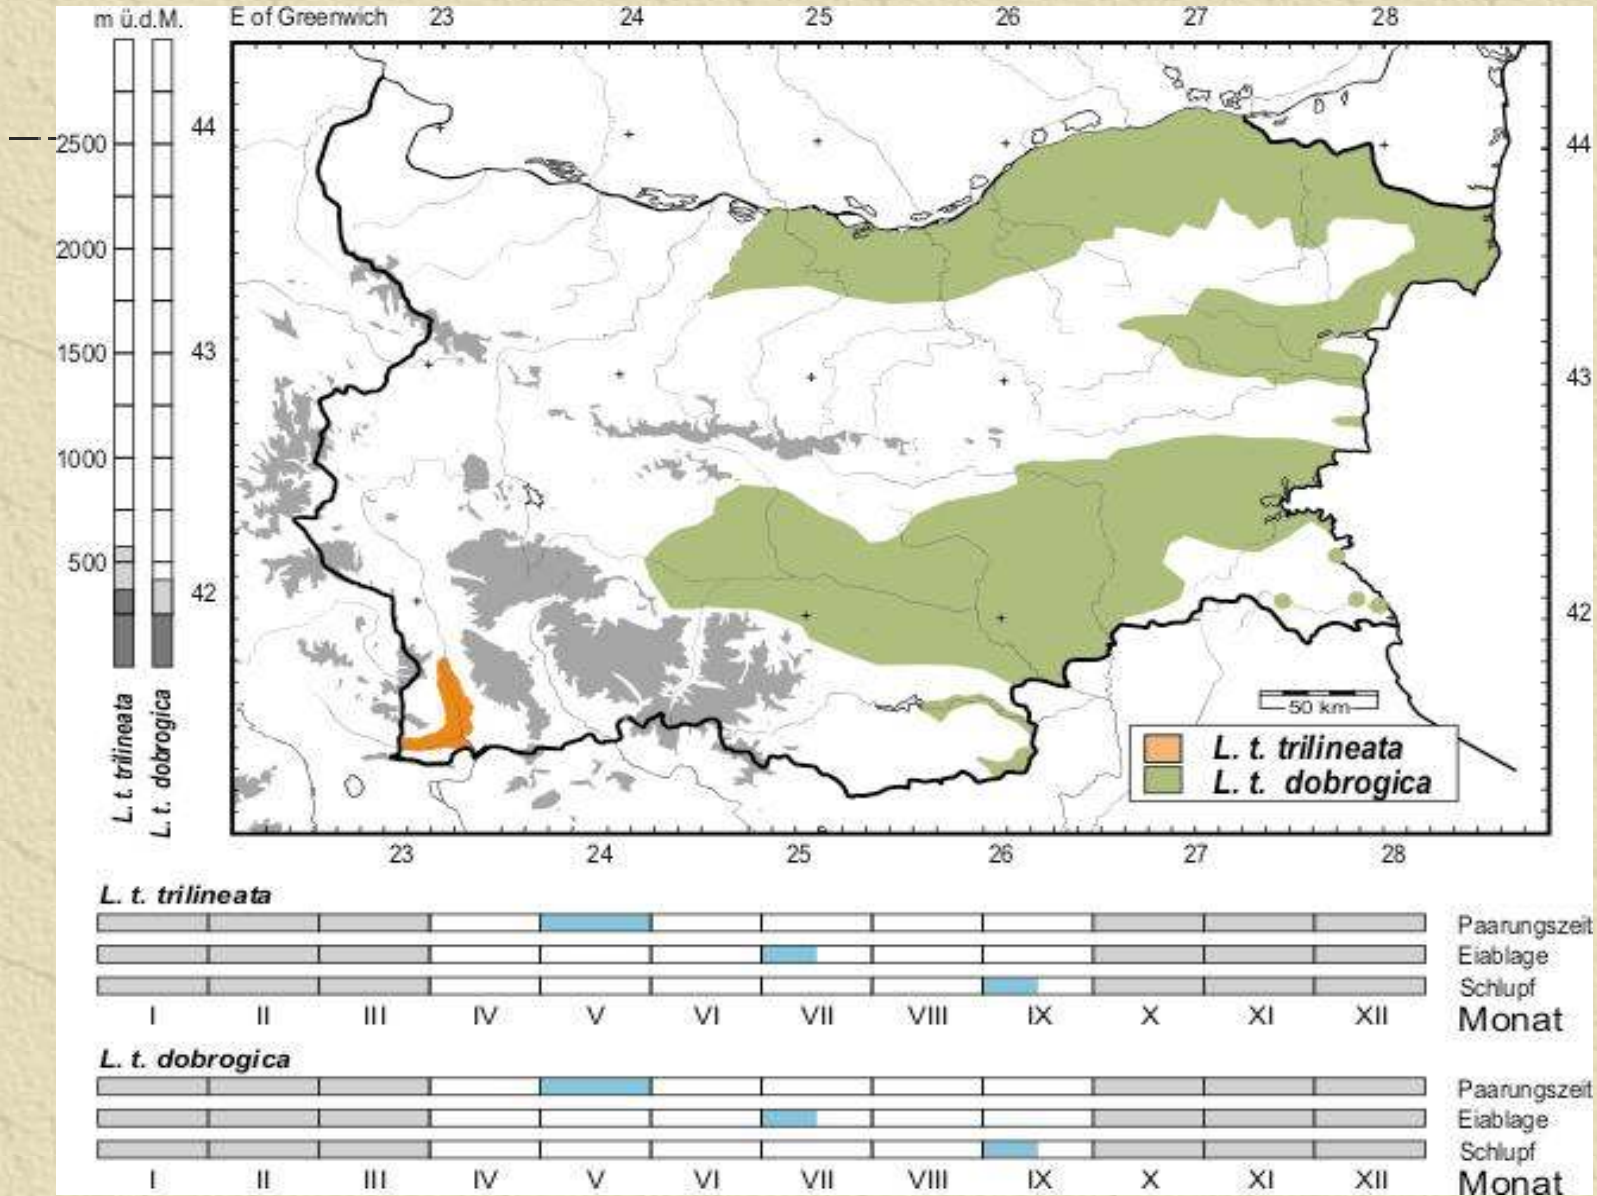 m ü.d.M. E of Greenwich 23 24 25 26 27 28
44 44
2500
2000
1500
43 43
1000
500
42 42
L. t. trilineata
L. t. dobrogica
50 km
L. t. trilineata
L. t. dobrogica
23 24 25 26 27 28
L. t. trilineata
Paarungszeit
Eiablage
Schlupf
I II III IV V VI VII VIII IX X XI XII Monat
L. t. dobrogica
Paarungszeit
Eiablage
Schlupf
I II III IV V VI VII VIII IX X XI XII Monat